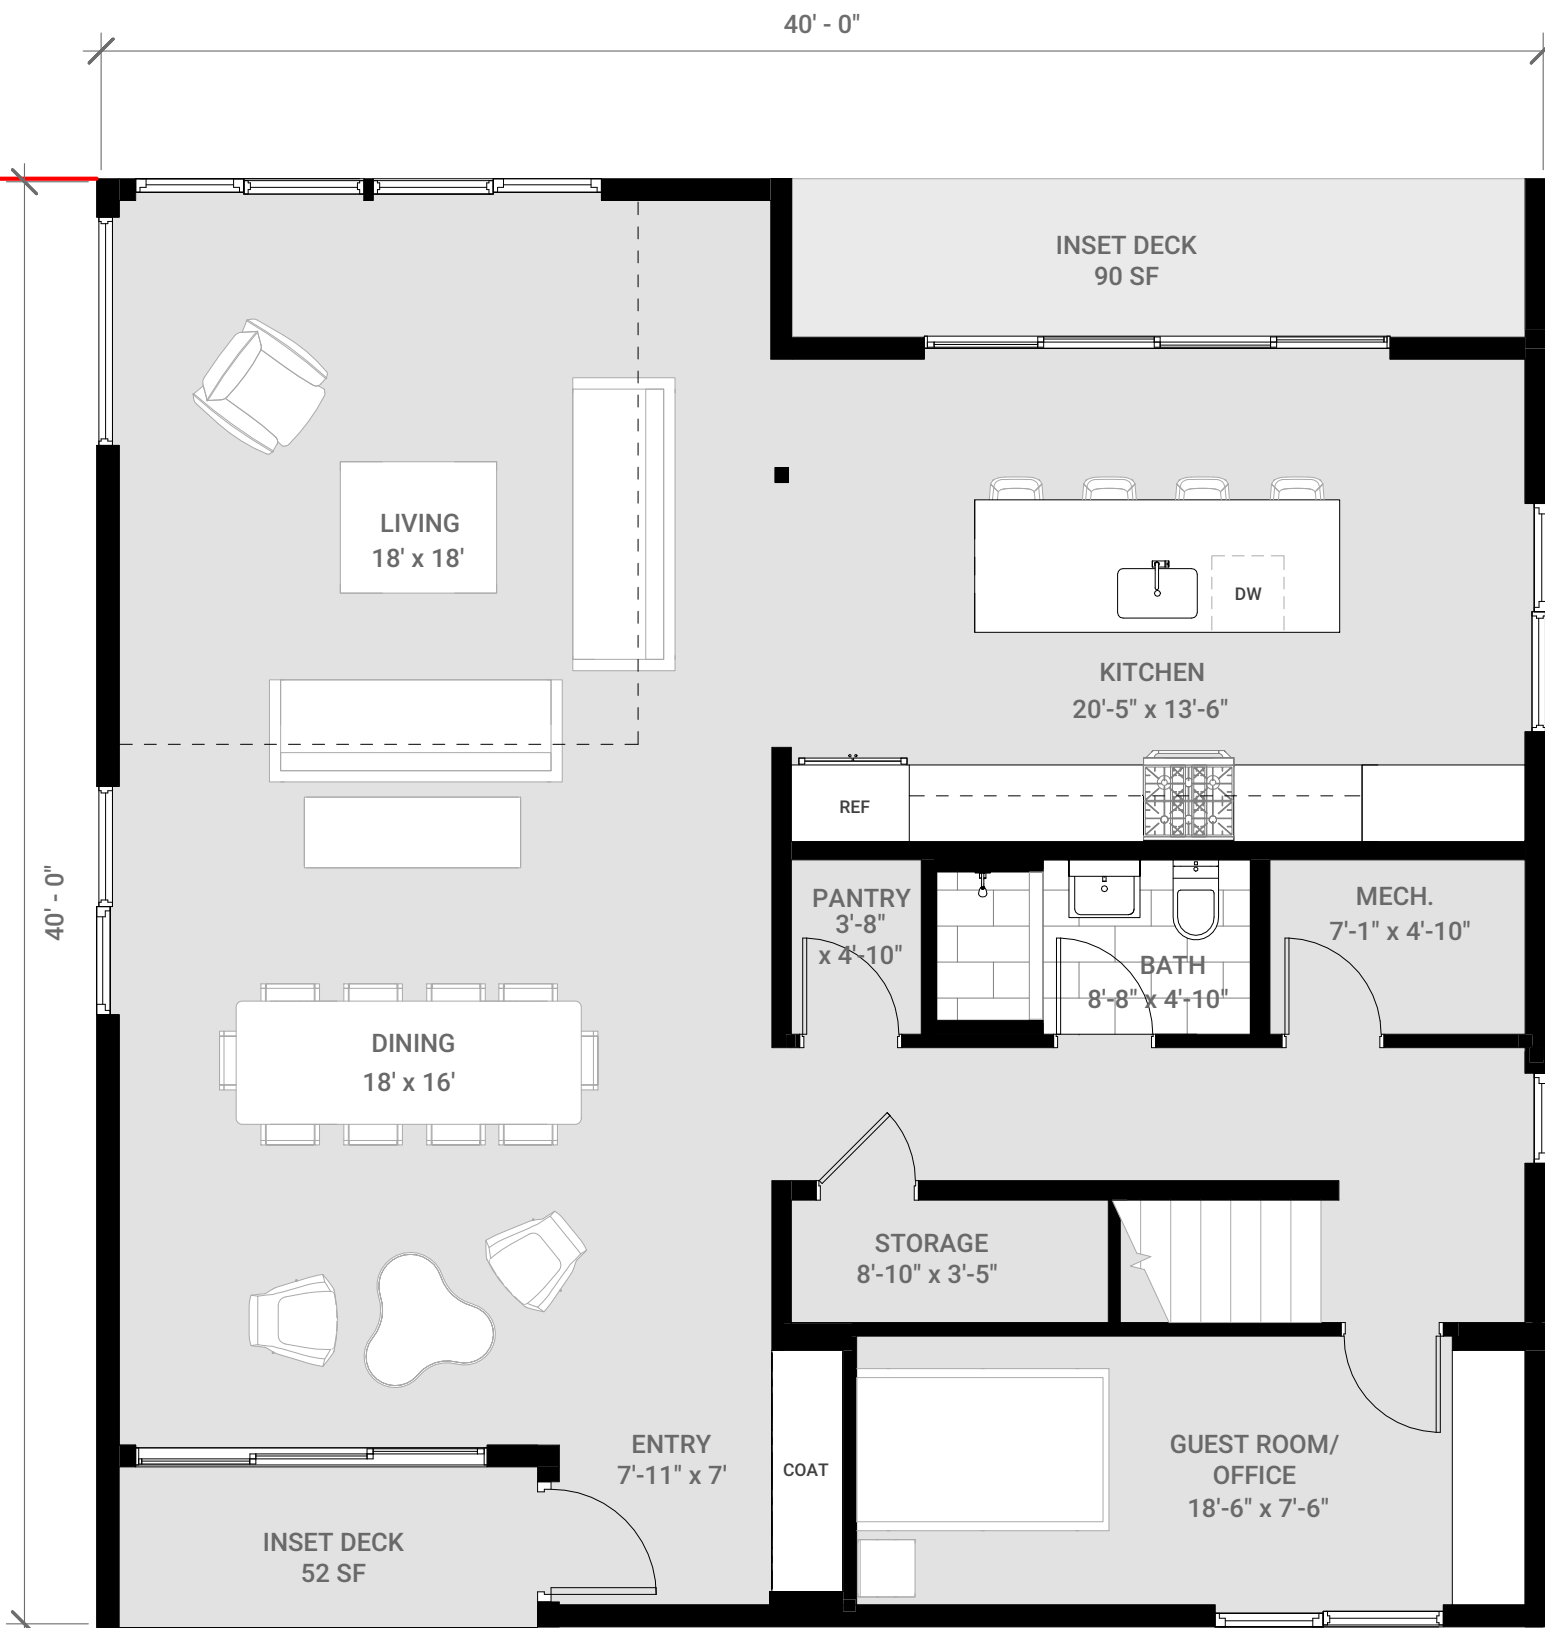 40' - 0"
INSET DECK
90 SF
LIVING
18' x 18'
DW
KITCHEN
20'-5" x 13'-6"
REF
40' - 0"
PANTRY
3'-8"
x 4'-10"
BATH
8'-8" x 4'-10"
MECH.
7'-1" x 4'-10"
DINING
18' x 16'
STORAGE
8'-10" x 3'-5"
ENTRY
7'-11" x 7'
COAT
GUEST ROOM/
OFFICE
18'-6" x 7'-6"
INSET DECK
52 SF